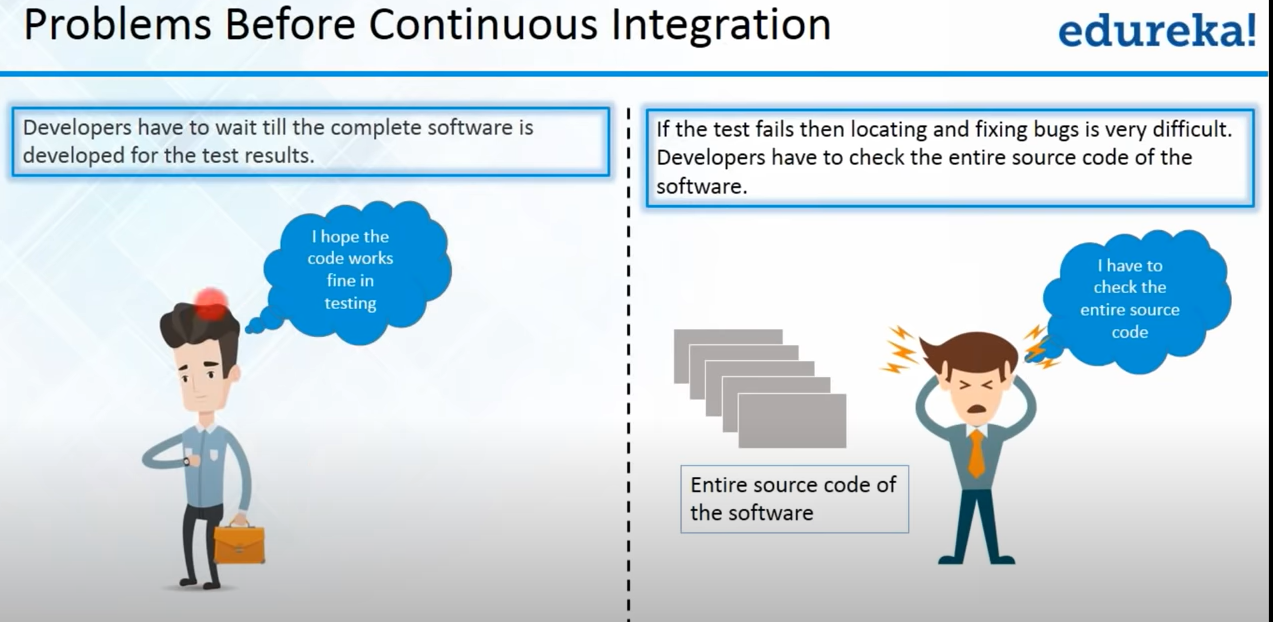 Problems Before Continuous Integration
edureka!
Developers have to wait till the complete software is
developed for the test results.
I hope the
code works
fine in
testing
If the test fails then locating and fixing bugs is very difficult.
Developers have to check the entire source code of the
software.
I have to
check the
entire source
code
Entire source code of
the software